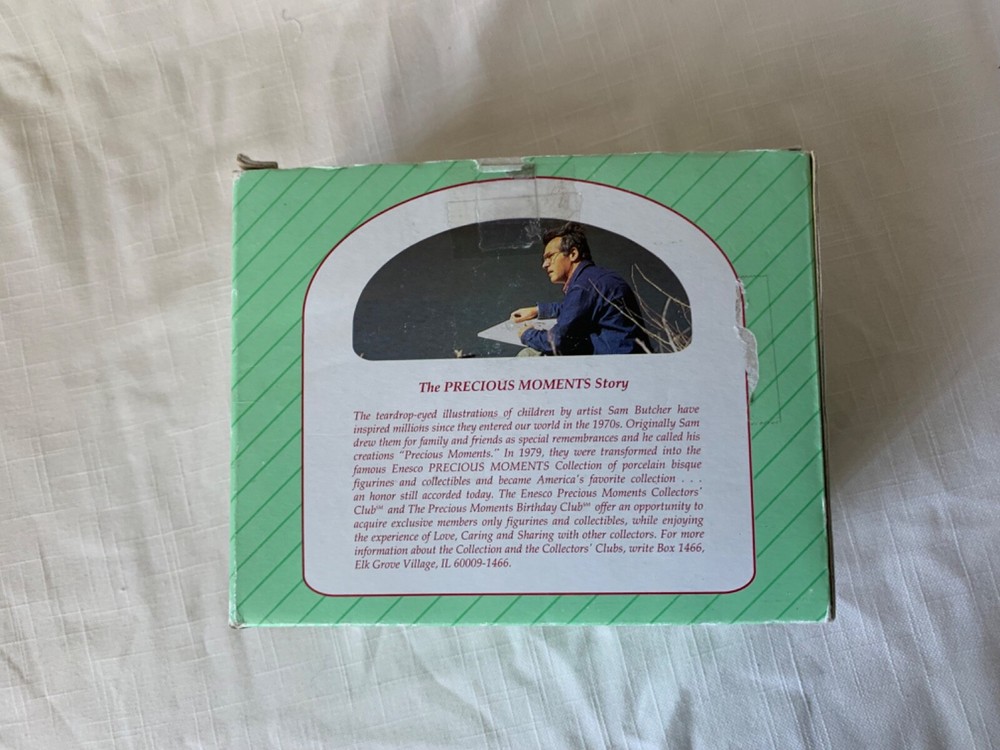 The PRECIOUS MOMENTS Story
The teardrop-eyed illustrations of children by artist Sam Butcher have
inspired millions since they entered our world in the 1970s. Originally Sam
drew them for family and friends as special remembrances and he called his
creations "Precious Moments." In 1979, they were transformed into the
famous Enesco PRECIOUS MOMENTS Collection of porcelain bisque
figurines and collectibles and became America's favorite collection . . .
an honor still accorded today. The Enesco Precious Moments Collectors'
Club℠ and The Precious Moments Birthday Club℠ offer an opportunity to
acquire exclusive members only figurines and collectibles, while enjoying
the experience of Love, Caring and Sharing with other collectors. For more
information about the Collection and the Collectors' Clubs, write Box 1466,
Elk Grove Village, IL 60009-1466.